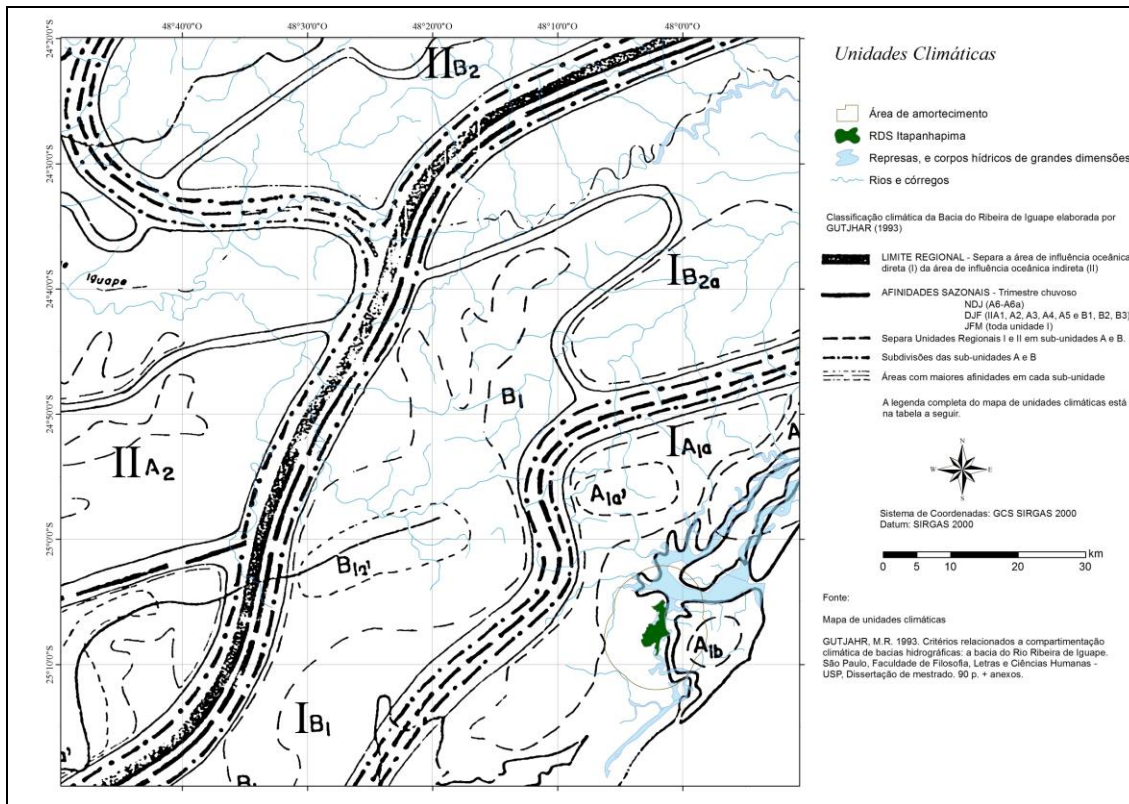 48°40'0"O 48°30'0"O 48°20'0"O 48°10'0"O 48°0'0"O
24°20'0"S
24°30'0"S
24°40'0"S
24°50'0"S
25°0'0"S
25°10'0"S
II B2
Iguape
I B2a
B1
II A2
I A1a
A1a'
A
B12'
A1b
I B1
Unidades Climáticas
Área de amortecimento
RDS Itapanhapima
Represas, e corpos hídricos de grandes dimensões
Rios e córregos
Classificação climática da Bacia do Ribeira de Iguape elaborada por
GUTJHAR (1993)
LIMITE REGIONAL - Separa a área de influência oceânica
direta (I) da área de influência oceânica indireta (II)
AFINIDADES SAZONAIS - Trimestre chuvoso
NDJ (A6-A6a)
DJF (IIA1, A2, A3, A4, A5 e B1, B2, B3)
JFM (toda unidade I)
Separa Unidades Regionais I e II em sub-unidades A e B.
Subdivisões das sub-unidades A e B
Áreas com maiores afinidades em cada sub-unidade
A legenda completa do mapa de unidades climáticas está
na tabela a seguir.
N
W E
S
Sistema de Coordenadas: GCS SIRGAS 2000
Datum: SIRGAS 2000
km
0 5 10 20 30
Fonte:
Mapa de unidades climáticas
GUTJAHR, M.R. 1993. Critérios relacionados a compartimentação
climática de bacias hidrográficas: a bacia do Rio Ribeira de Iguape.
São Paulo, Faculdade de Filosofia, Letras e Ciências Humanas -
USP, Dissertação de mestrado. 90 p. + anexos.